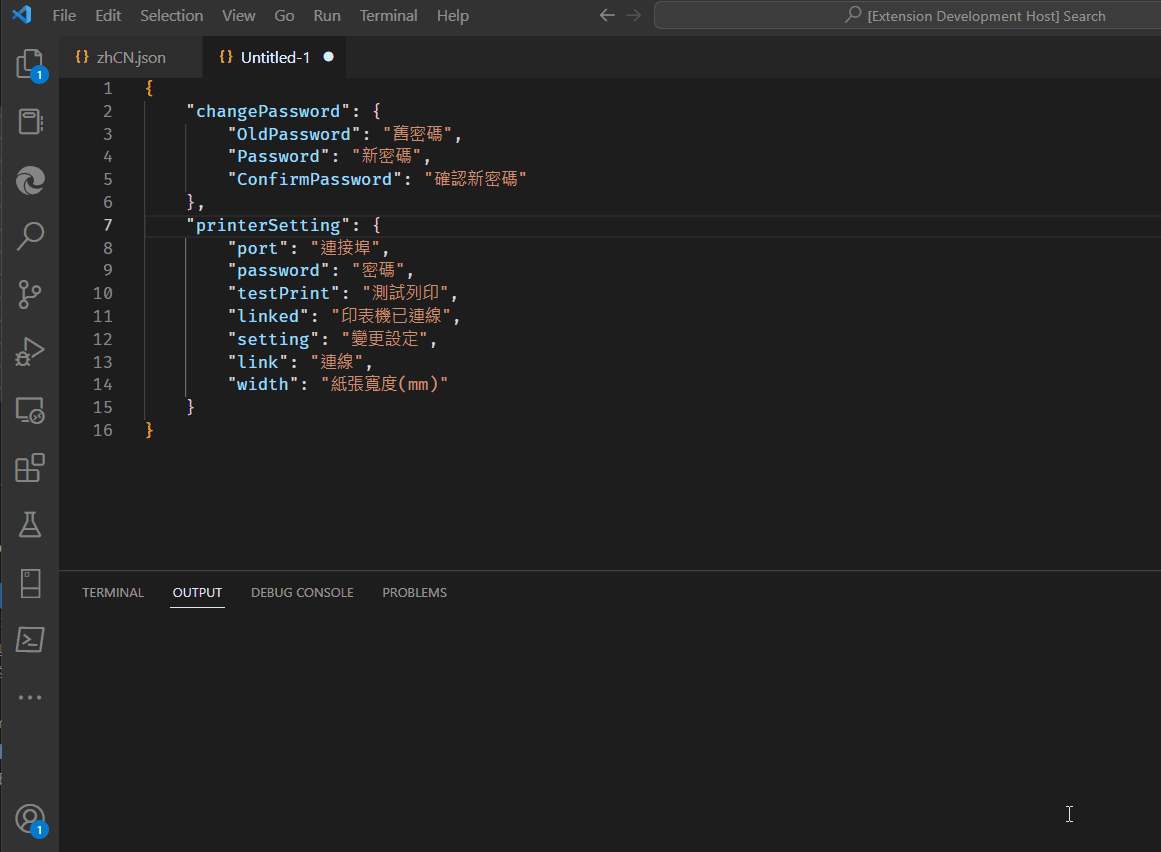 File Edit Selection View Go Run Terminal Help [Extension Development Host] Search
zhCN.json Untitled-1
1 {
2 "changePassword": {
3 "OldPassword": "舊密碼",
4 "Password": "新密碼",
5 "ConfirmPassword": "確認新密碼"
6 },
7 "printerSetting": {
8 "port": "連接埠",
9 "password": "密碼",
10 "testPrint": "測試列印",
11 "linked": "印表機已連線",
12 "setting": "變更設定",
13 "link": "連線",
14 "width": "紙張寬度(mm)"
15 }
16 }
TERMINAL OUTPUT DEBUG CONSOLE PROBLEMS
1
1